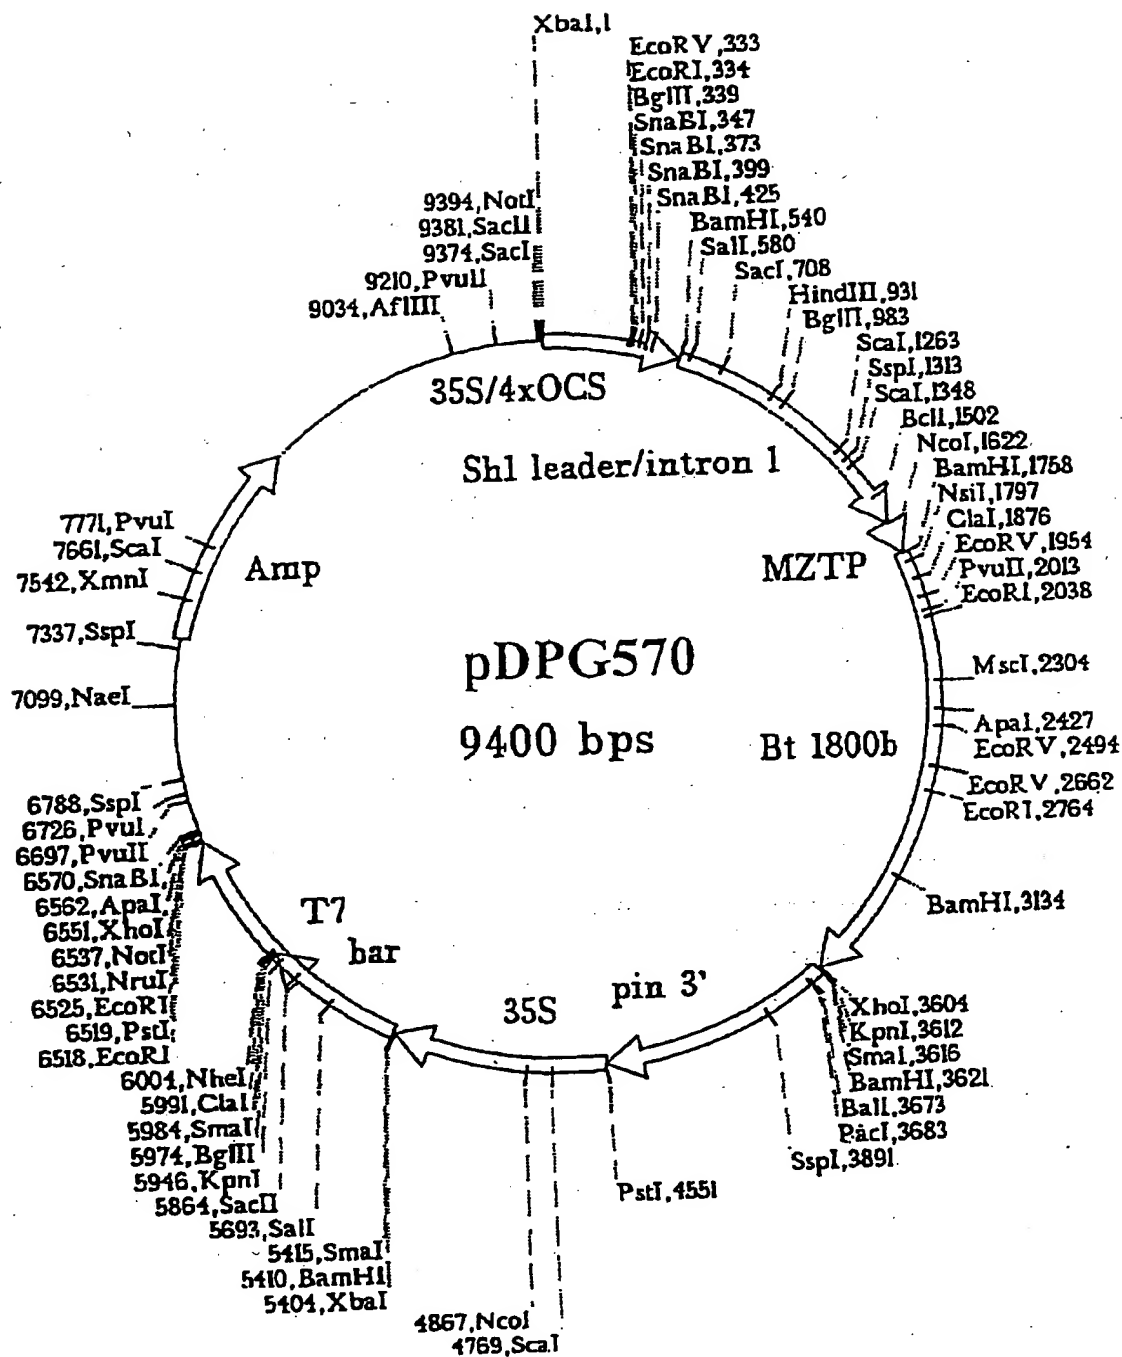 XbaI,1
EcoRV,333
EcoRI,334
BglII,339
SnaBI,347
SnaBI,373
SnaBI,399
SnaBI,425
BamHI,540
SalI,580
SacI,708
HindIII,931
BglII,983
ScaI,1263
SspI,1313
ScaI,1348
BclI,1502
NcoI,1622
BamHI,1758
NsiI,1797
ClaI,1876
EcoRV,1954
PvuII,2013
EcoRI,2038
MscI,2304
ApaI,2427
EcoRV,2494
EcoRV,2662
EcoRI,2764
BamHI,3134
XhoI,3604
KpnI,3612
SmaI,3616
BamHI,3621
BalI,3673
PacI,3683
SspI,3891
PstI,4551
4769,ScaI
4867,NcoI
5404,XbaI
5410,BamHI
5415,SmaI
5693,SalI
5864,SacII
5946,KpnI
5974,BglII
5984,SmaI
5991,ClaI
6004,NheI
6518,EcoRI
6519,PstI
6525,EcoRI
6531,NruI
6537,NotI
6551,XhoI
6562,ApaI
6570,SnaBI
6697,PvuII
6726,PvuI
6788,SspI
7099,NaeI
7337,SspI
7542,XmnI
7661,ScaI
7771,PvuI
9034,AflIII
9210,PvuII
9374,SacI
9381,SacII
9394,NotI
35S/4xOCS
Sh1 leader/intron 1
MZTP
Amp
pDPG570
9400 bps
Bt 1800b
T7
bar
35S
pin 3'